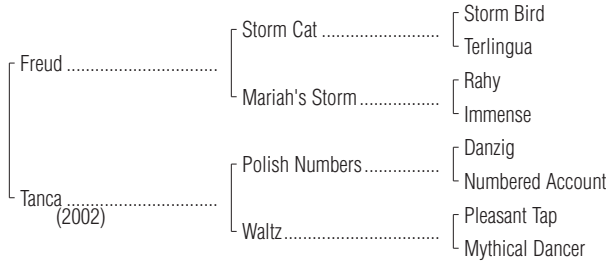 Storm Bird
Storm Cat ........................
Terlingua
Freud ..............................
Rahy
Mariah's Storm ................
Immense
Danzig
Polish Numbers ...............
Numbered Account
Tanca ..............................
(2002)
Pleasant Tap
Waltz ...............................
Mythical Dancer